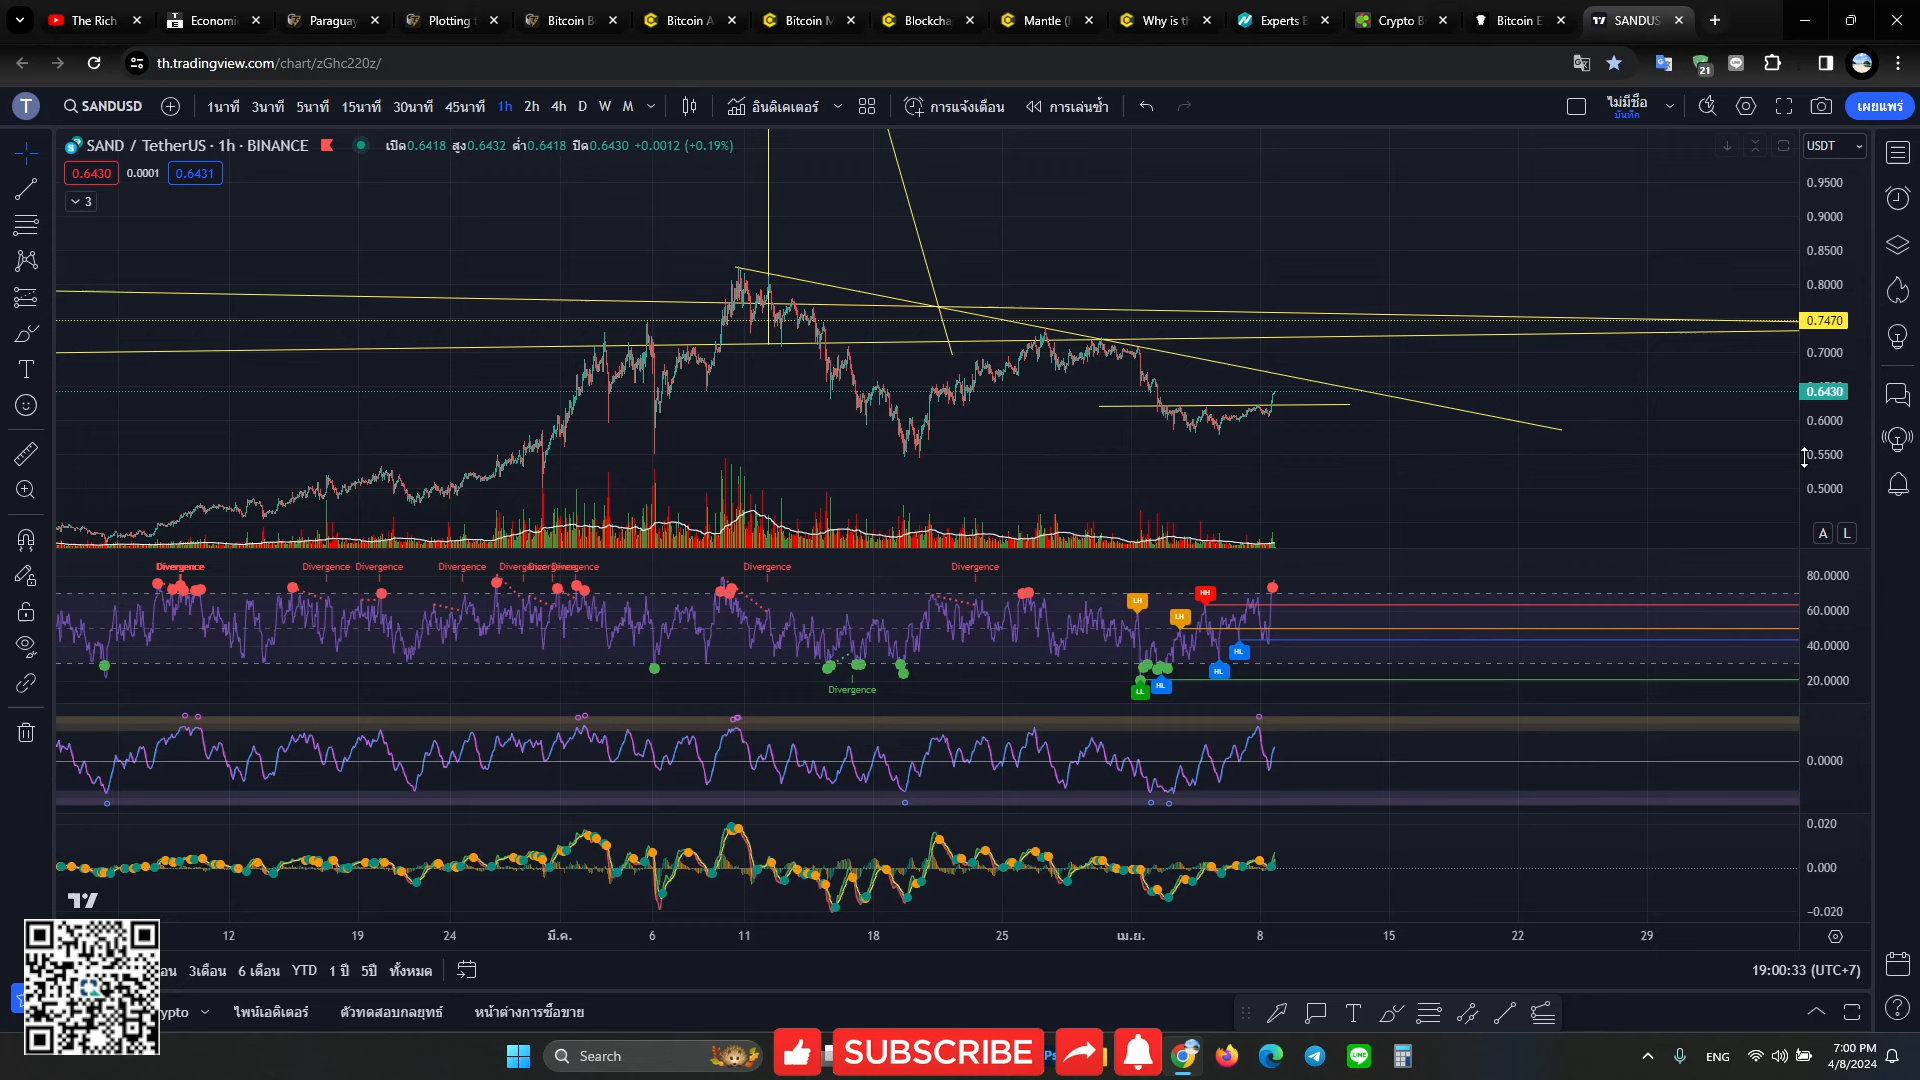 The Rich
Economi
Paragua
Plotting
Bitcoin B
Bitcoin A
Bitcoin M
Blockcha
Mantle (
Why is th
Experts B
Crypto B
Bitcoin E
SANDUS
th.tradingview.com/chart/zGhc220z/
21
T
SANDUSD
1นาที
3นาที
5นาที
15นาที
30นาที
45นาที
1h
2h
4h
D
W
M
อินดิเคเตอร์
การแจ้งเตือน
การเล่นซ้ำ
ไม่มีชื่อ
บันทึก
เผยแพร่
SAND / TetherUS · 1h · BINANCE
เปิด0.6418 สูง0.6432 ต่ำ0.6418 ปิด0.6430 +0.0012 (+0.19%)
USDT
0.6430
0.0001
0.6431
3
0.9500
0.9000
0.8500
0.8000
0.7470
0.7000
0.6430
0.6000
0.5500
0.5000
A
L
Divergence
Divergence
Divergence
Divergence
Divergence
Divergence
Divergence
Divergence
LH
LH
HH
HL
HL
HL
LL
80.0000
60.0000
40.0000
20.0000
0.0000
0.020
0.000
−0.020
12
19
24
มี.ค.
6
11
18
25
เม.ย.
8
15
22
29
3เดือน
6 เดือน
YTD
1 ปี
5ปี
ทั้งหมด
19:00:33 (UTC+7)
ypto
ไพน์เอดิเตอร์
ตัวทดสอบกลยุทธ์
หน้าต่างการซื้อขาย
Search
SUBSCRIBE
ENG
7:00 PM
4/8/2024